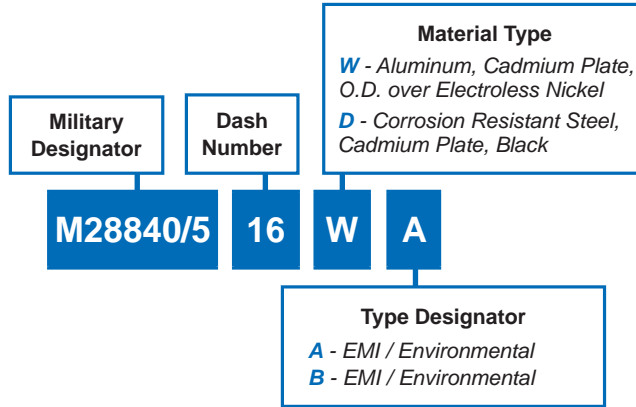 Material Type
W - Aluminum, Cadmium Plate,
O.D. over Electroless Nickel
D - Corrosion Resistant Steel,
Cadmium Plate, Black
Military
Designator
Dash
Number
M28840/5 16 W A
Type Designator
A - EMI / Environmental
B - EMI / Environmental